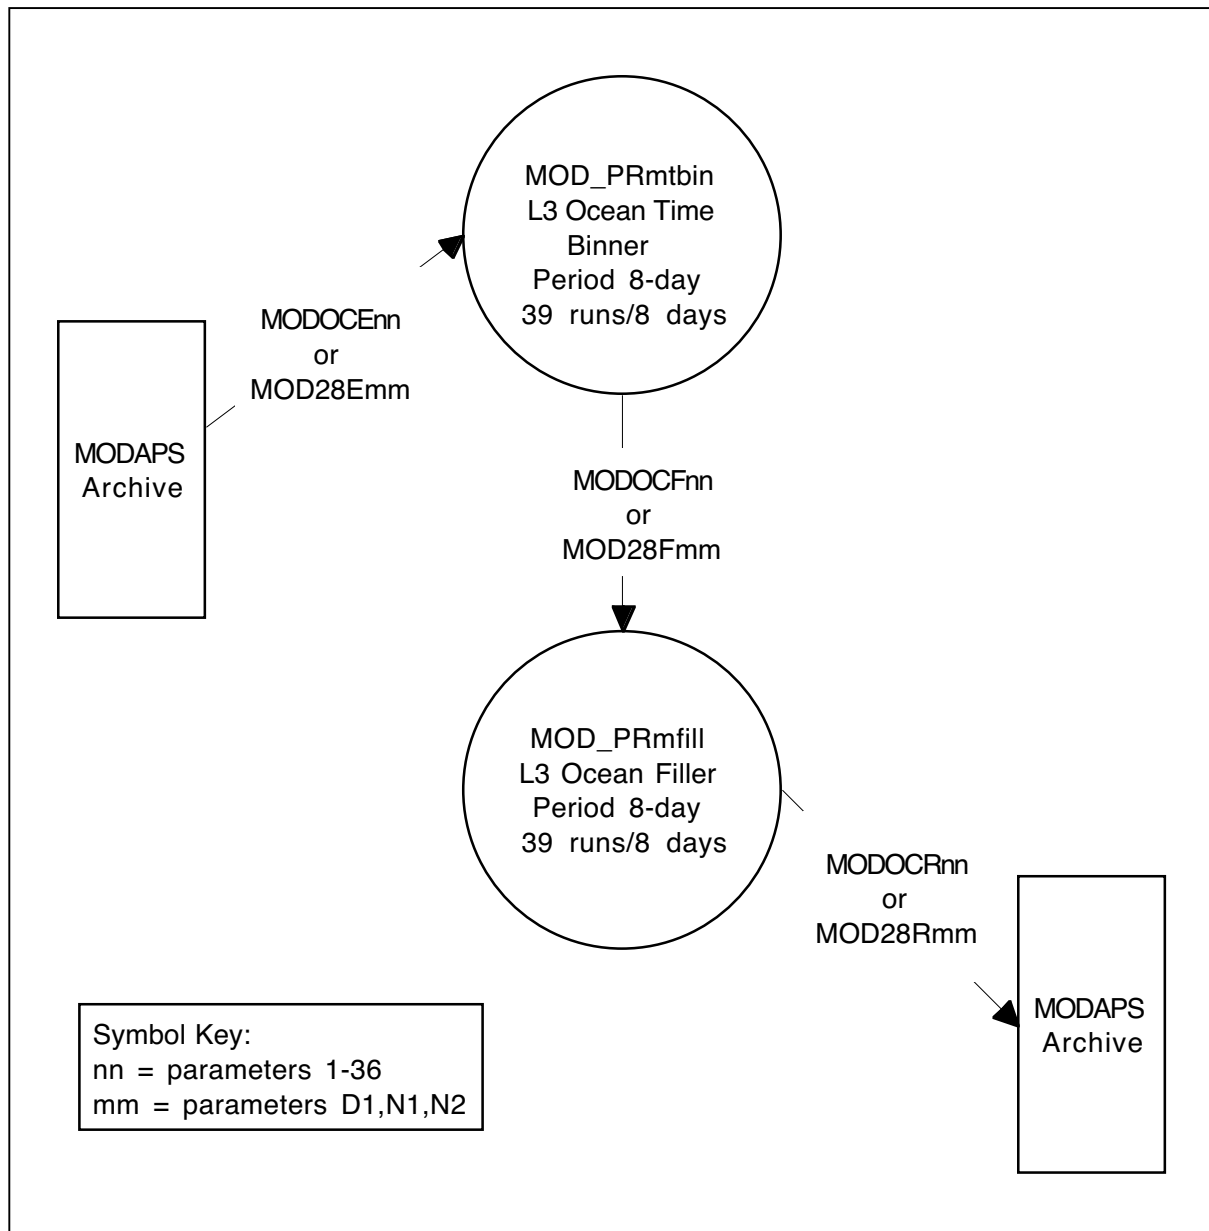 MOD_PRmtbin
L3 Ocean Time
Binner
Period 8-day
39 runs/8 days
MODOCEnn
or
MOD28Emm
MODAPS
Archive
MODOCFnn
or
MOD28Fmm
MOD_PRmfill
L3 Ocean Filler
Period 8-day
39 runs/8 days
MODOCRnn
or
MOD28Rmm
MODAPS
Archive
Symbol Key:
nn = parameters 1-36
mm = parameters D1,N1,N2